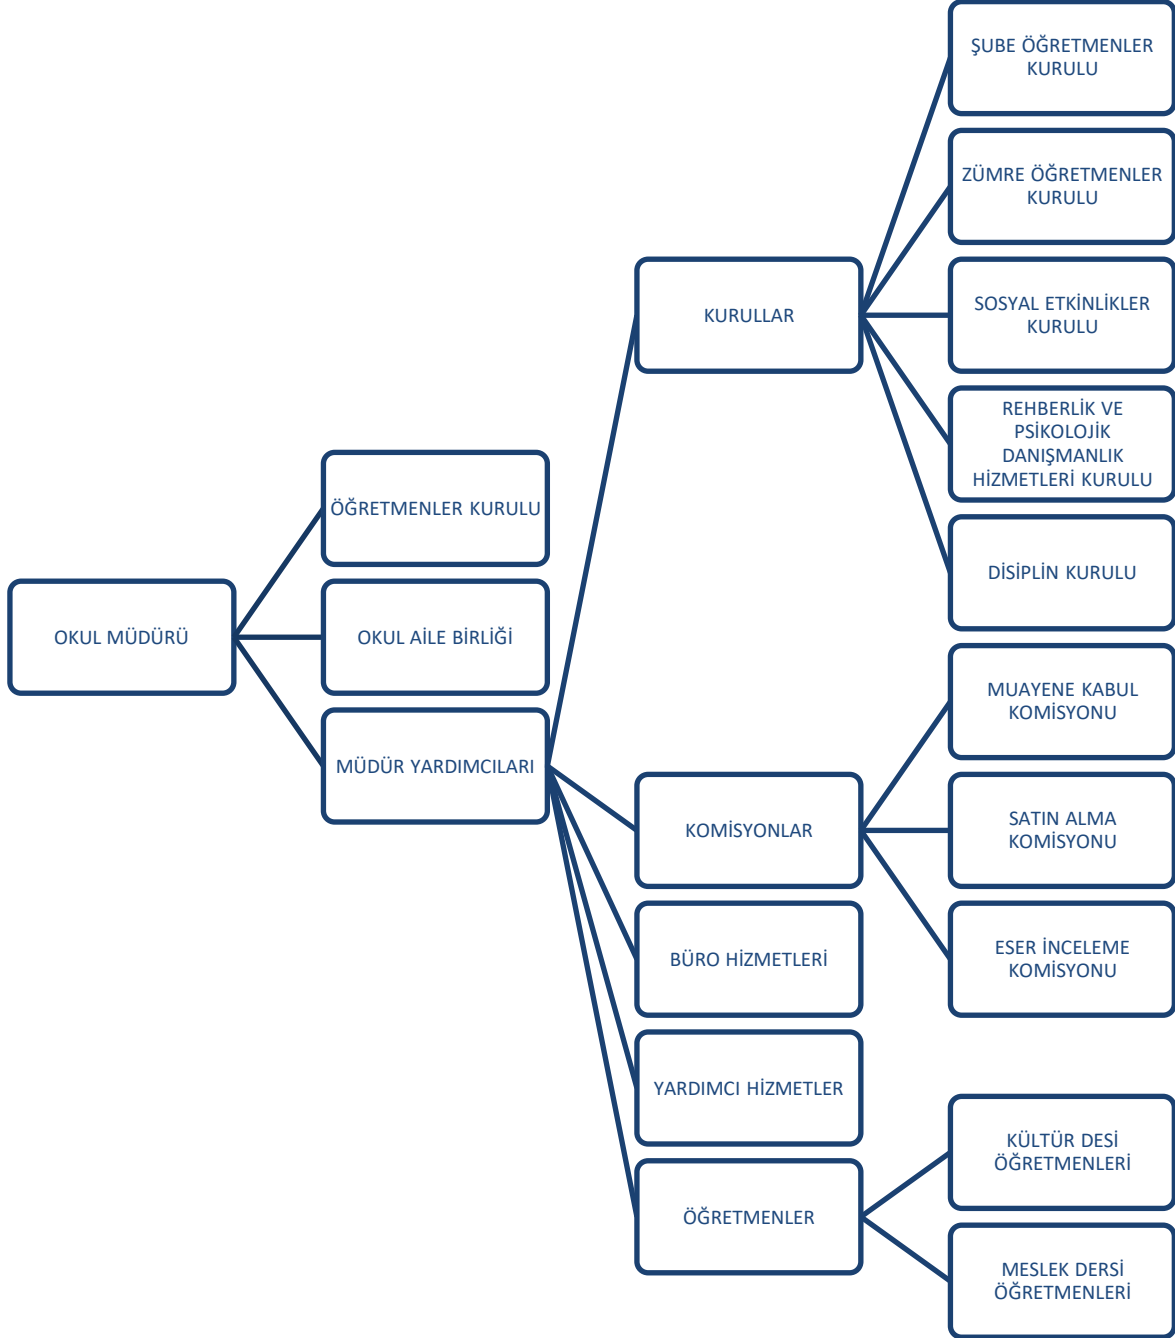 OKUL MÜDÜRÜ
ÖĞRETMENLER KURULU
OKUL AİLE BİRLİĞİ
MÜDÜR YARDIMCILARI
KURULLAR
ŞUBE ÖĞRETMENLER
KURULU
ZÜMRE ÖĞRETMENLER
KURULU
SOSYAL ETKİNLİKLER
KURULU
REHBERLİK VE
PSİKOLOJİK
DANIŞMANLIK
HİZMETLERİ KURULU
DİSİPLİN KURULU
KOMİSYONLAR
MUAYENE KABUL
KOMİSYONU
SATIN ALMA
KOMİSYONU
ESER İNCELEME
KOMİSYONU
BÜRO HİZMETLERİ
YARDIMCI HİZMETLER
ÖĞRETMENLER
KÜLTÜR DESİ
ÖĞRETMENLERİ
MESLEK DERSİ
ÖĞRETMENLERİ